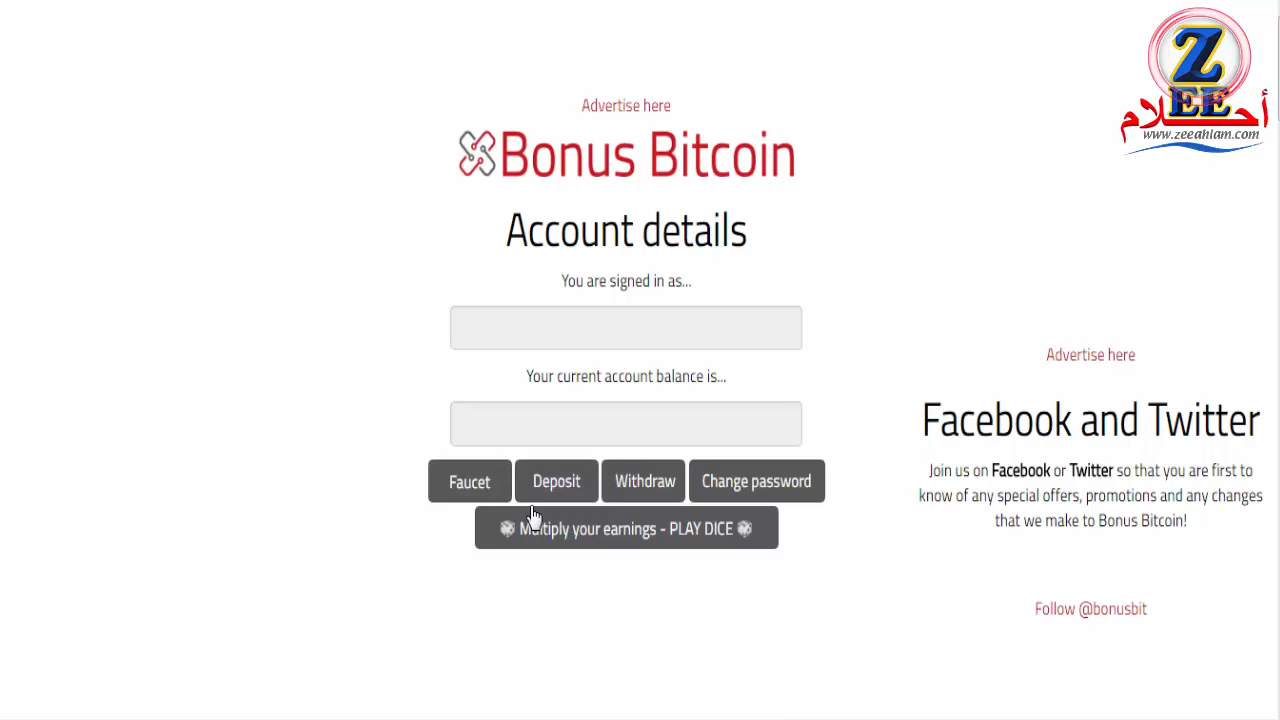 Advertise here
Bonus Bitcoin
Account details
You are signed in as...
Your current account balance is...
Faucet
Deposit
Withdraw
Change password
Multiply your earnings - PLAY DICE
Z
EE
أحلام
www.zeeahlam.com
Advertise here
Facebook and Twitter
Join us on Facebook or Twitter so that you are first to
know of any special offers, promotions and any changes
that we make to Bonus Bitcoin!
Follow @bonusbit